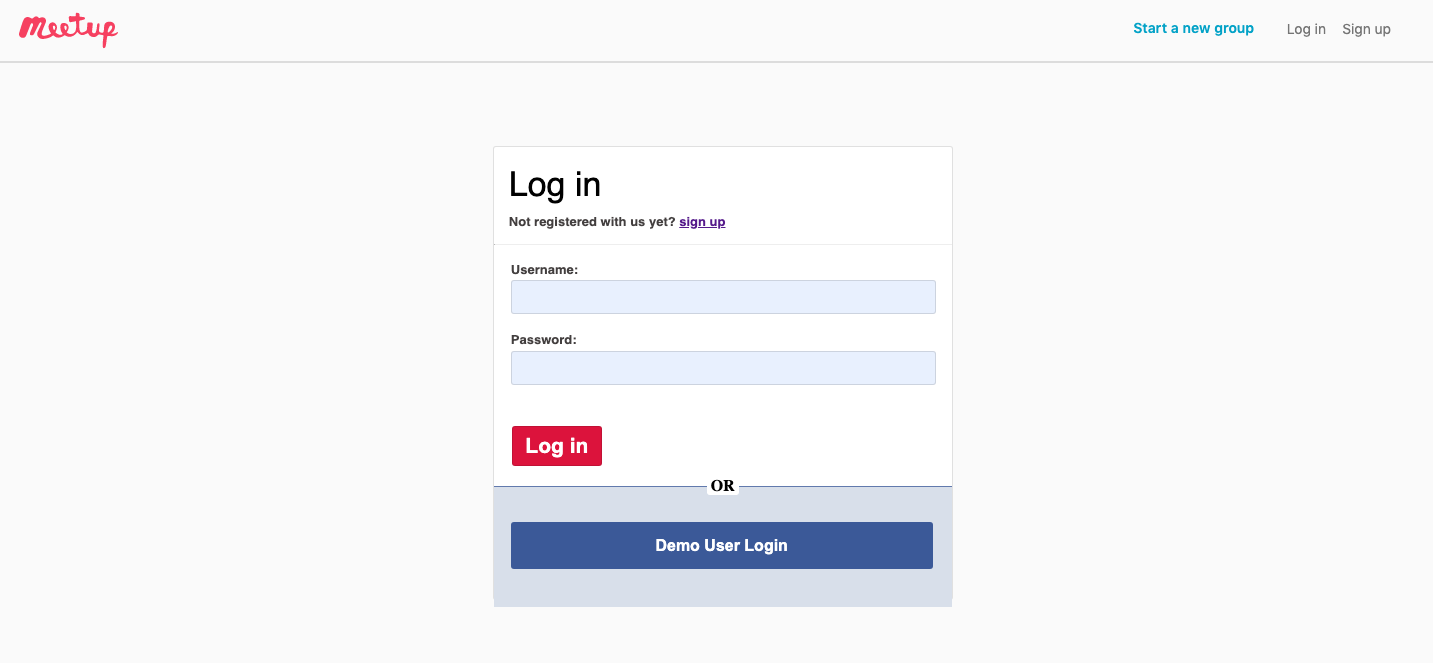 Meetup
Start a new group
Log in
Sign up
Log in
Not registered with us yet? sign up
Username:
Password:
Log in
OR
Demo User Login